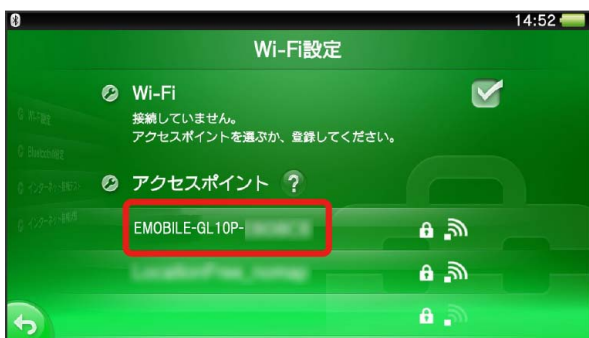 14:52
Wi-Fi設定
Wi-Fi
接続していません。
アクセスポイントを選ぶか、登録してください。
アクセスポイント ?
EMOBILE-GL10P-